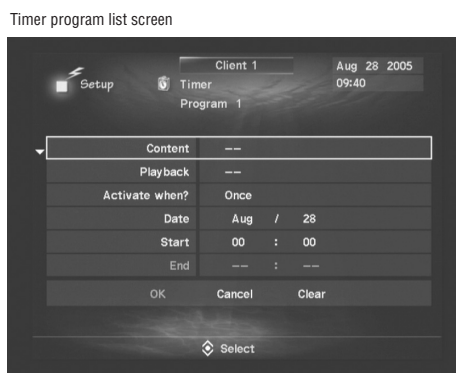 Timer program list screen
Client 1
Aug 28 2005
Setup
Timer
09:40
Program 1
Content --
Playback --
Activate when? Once
Date Aug / 28
Start 00 : 00
End -- : --
OK Cancel Clear
Select